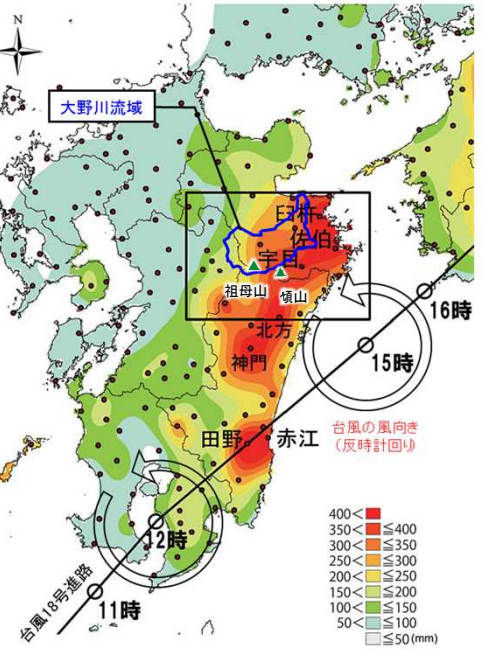 N
大野川流域
臼杵
佐伯
宇目
祖母山
傾山
北方
神門
田野
赤江
16時
15時
台風の風向き
(反時計回り)
12時
11時
台風18号進路
400<
350< ≦400
300< ≦350
250< ≦300
200< ≦250
150< ≦200
100< ≦150
50< ≦100
≦50(mm)